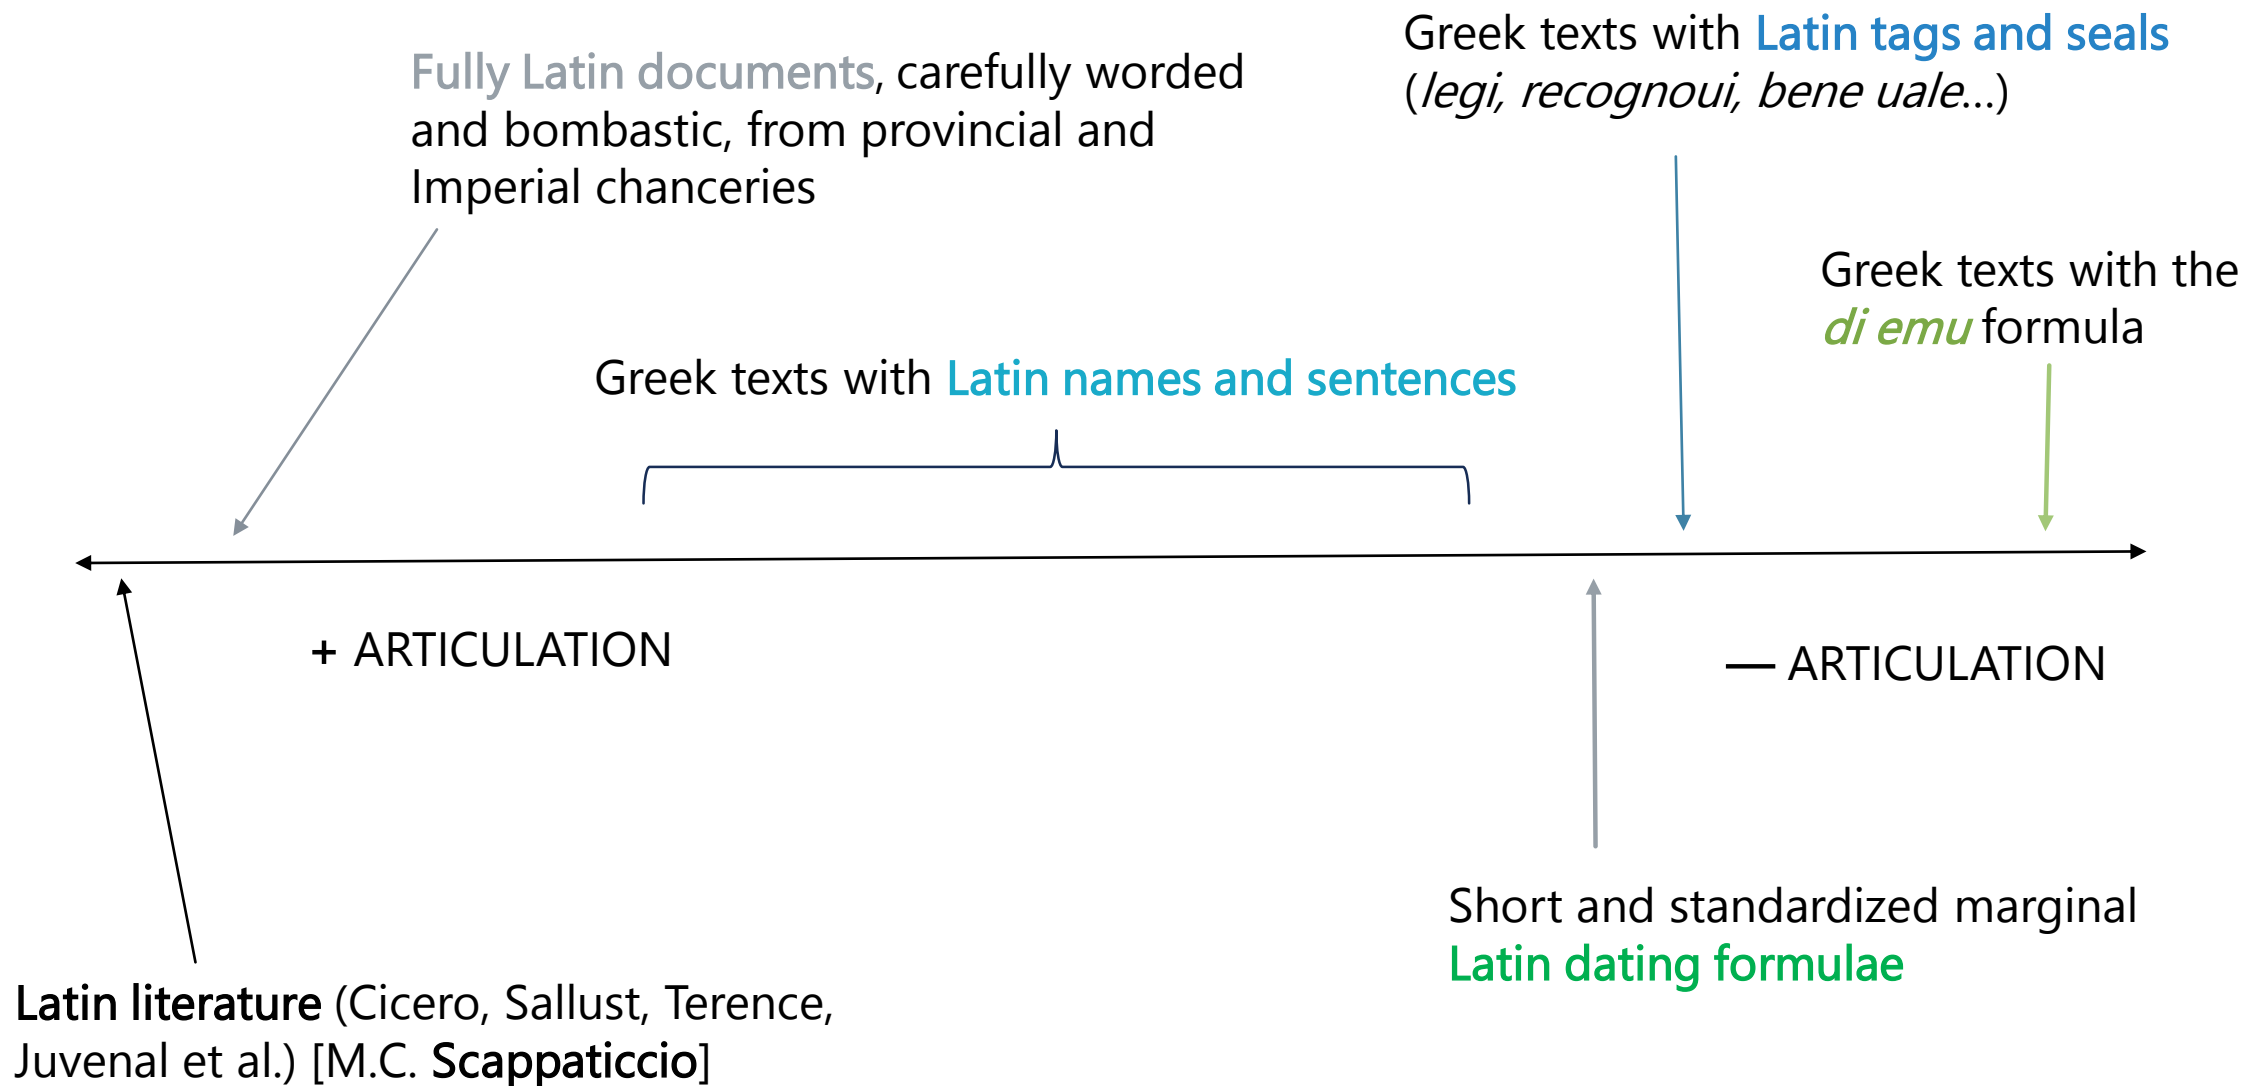 Greek texts with Latin tags and seals
(legi, recognoui, bene uale...)
Fully Latin documents, carefully worded
and bombastic, from provincial and
Imperial chanceries
Greek texts with the
di emu formula
Greek texts with Latin names and sentences
+ ARTICULATION
— ARTICULATION
Short and standardized marginal
Latin dating formulae
Latin literature (Cicero, Sallust, Terence,
Juvenal et al.) [M.C. Scappaticcio]